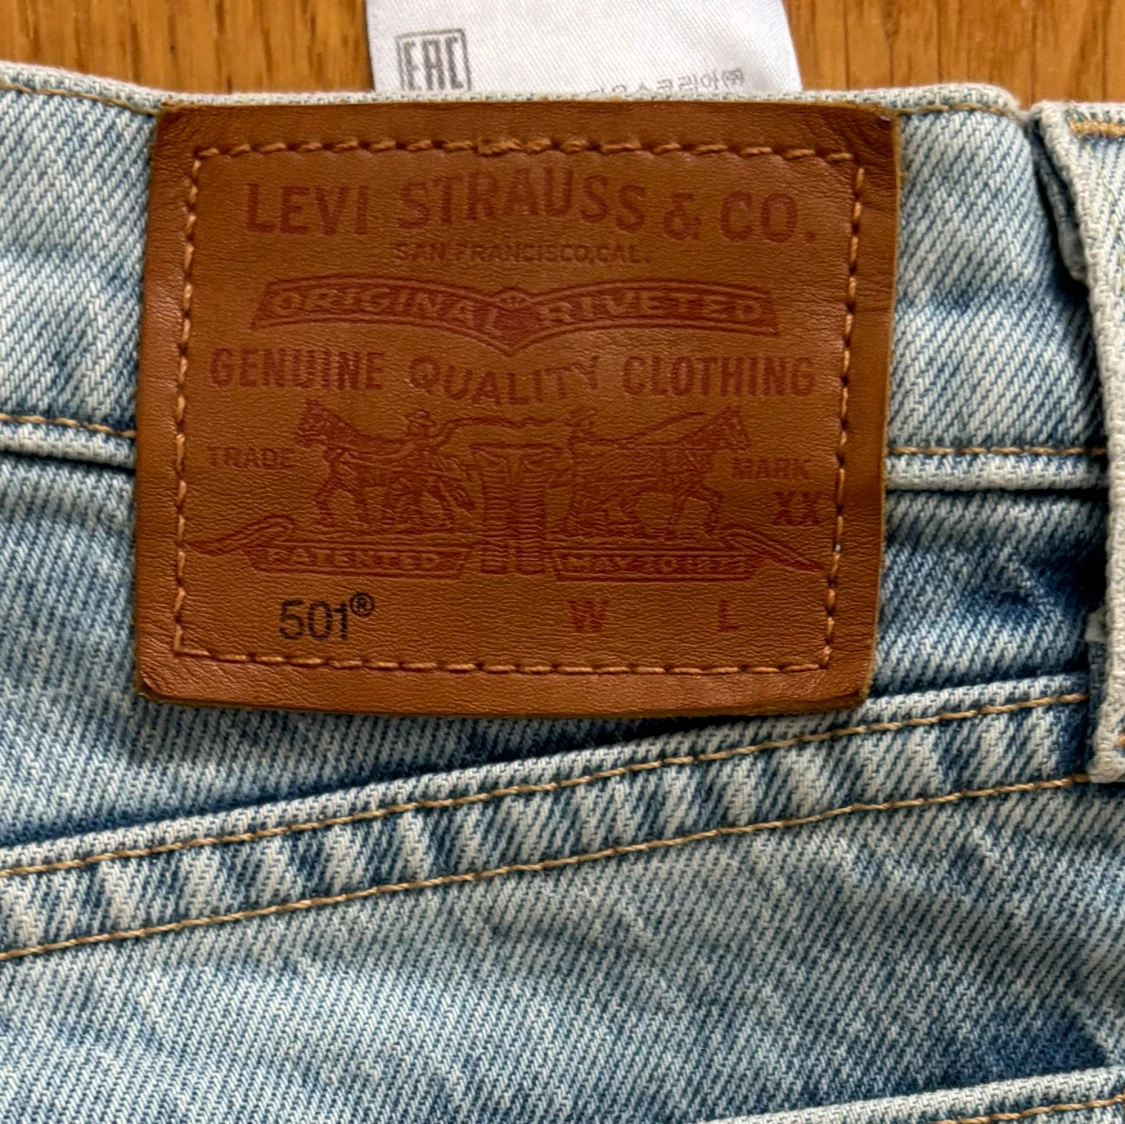 EAC
LEVI STRAUSS & CO.
SAN FRANCISCO, CAL.
ORIGINAL RIVETED
GENUINE QUALITY CLOTHING
TRADE MARK
XX
PATENTED MAY 20 1873
501® W L